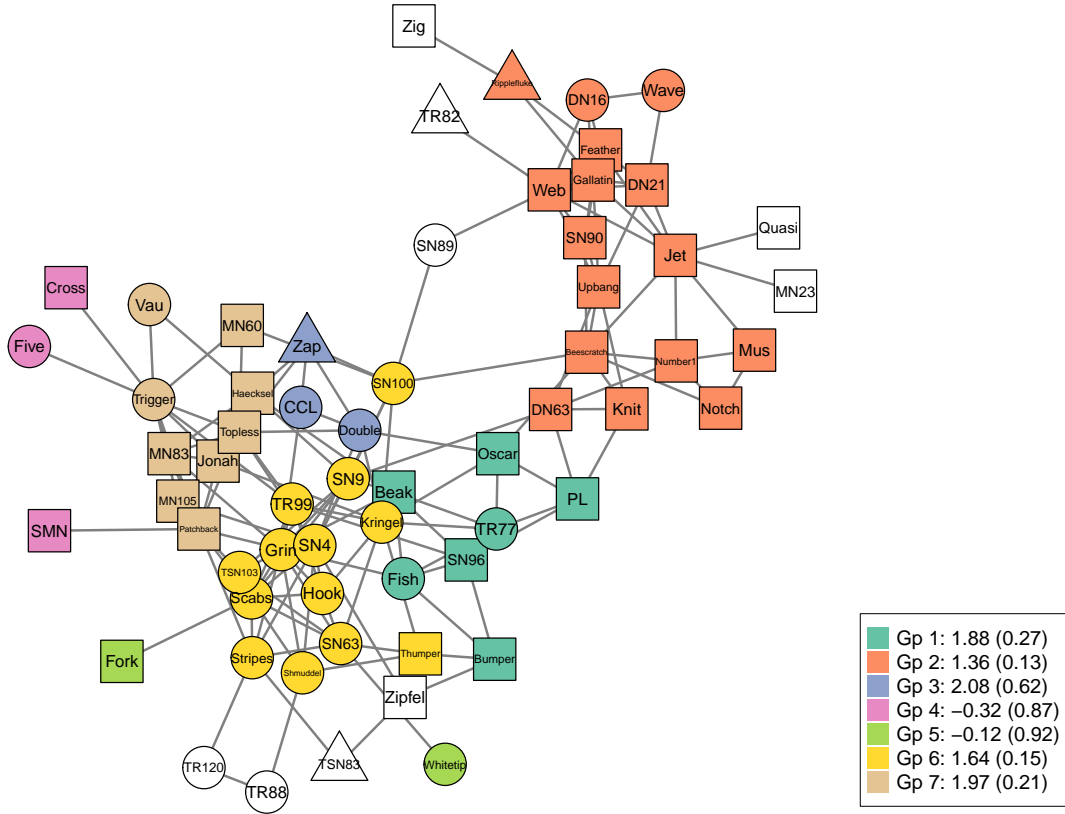 Zig
Ripplefluke
DN16
Wave
TR82
Feather
Gallatin
DN21
Web
Quasi
SN90
SN89
Jet
Cross
Upbang
MN23
Vau
MN60
Five
Zap
Beescratch
Number1
Mus
SN100
Haecksel
Trigger
CCL
DN63
Knit
Notch
Topless
Double
MN83
Jonah
Oscar
SN9
Beak
MN105
TR99
PL
SMN
Patchback
Kringel
TR77
Grin
SN4
SN96
TSN103
Fish
Scabs
Hook
SN63
Fork
Stripes
Thumper
Bumper
Shmuddel
Zipfel
TR120
TSN83
Whitetip
TR88
Gp 1: 1.88 (0.27)
Gp 2: 1.36 (0.13)
Gp 3: 2.08 (0.62)
Gp 4: −0.32 (0.87)
Gp 5: −0.12 (0.92)
Gp 6: 1.64 (0.15)
Gp 7: 1.97 (0.21)